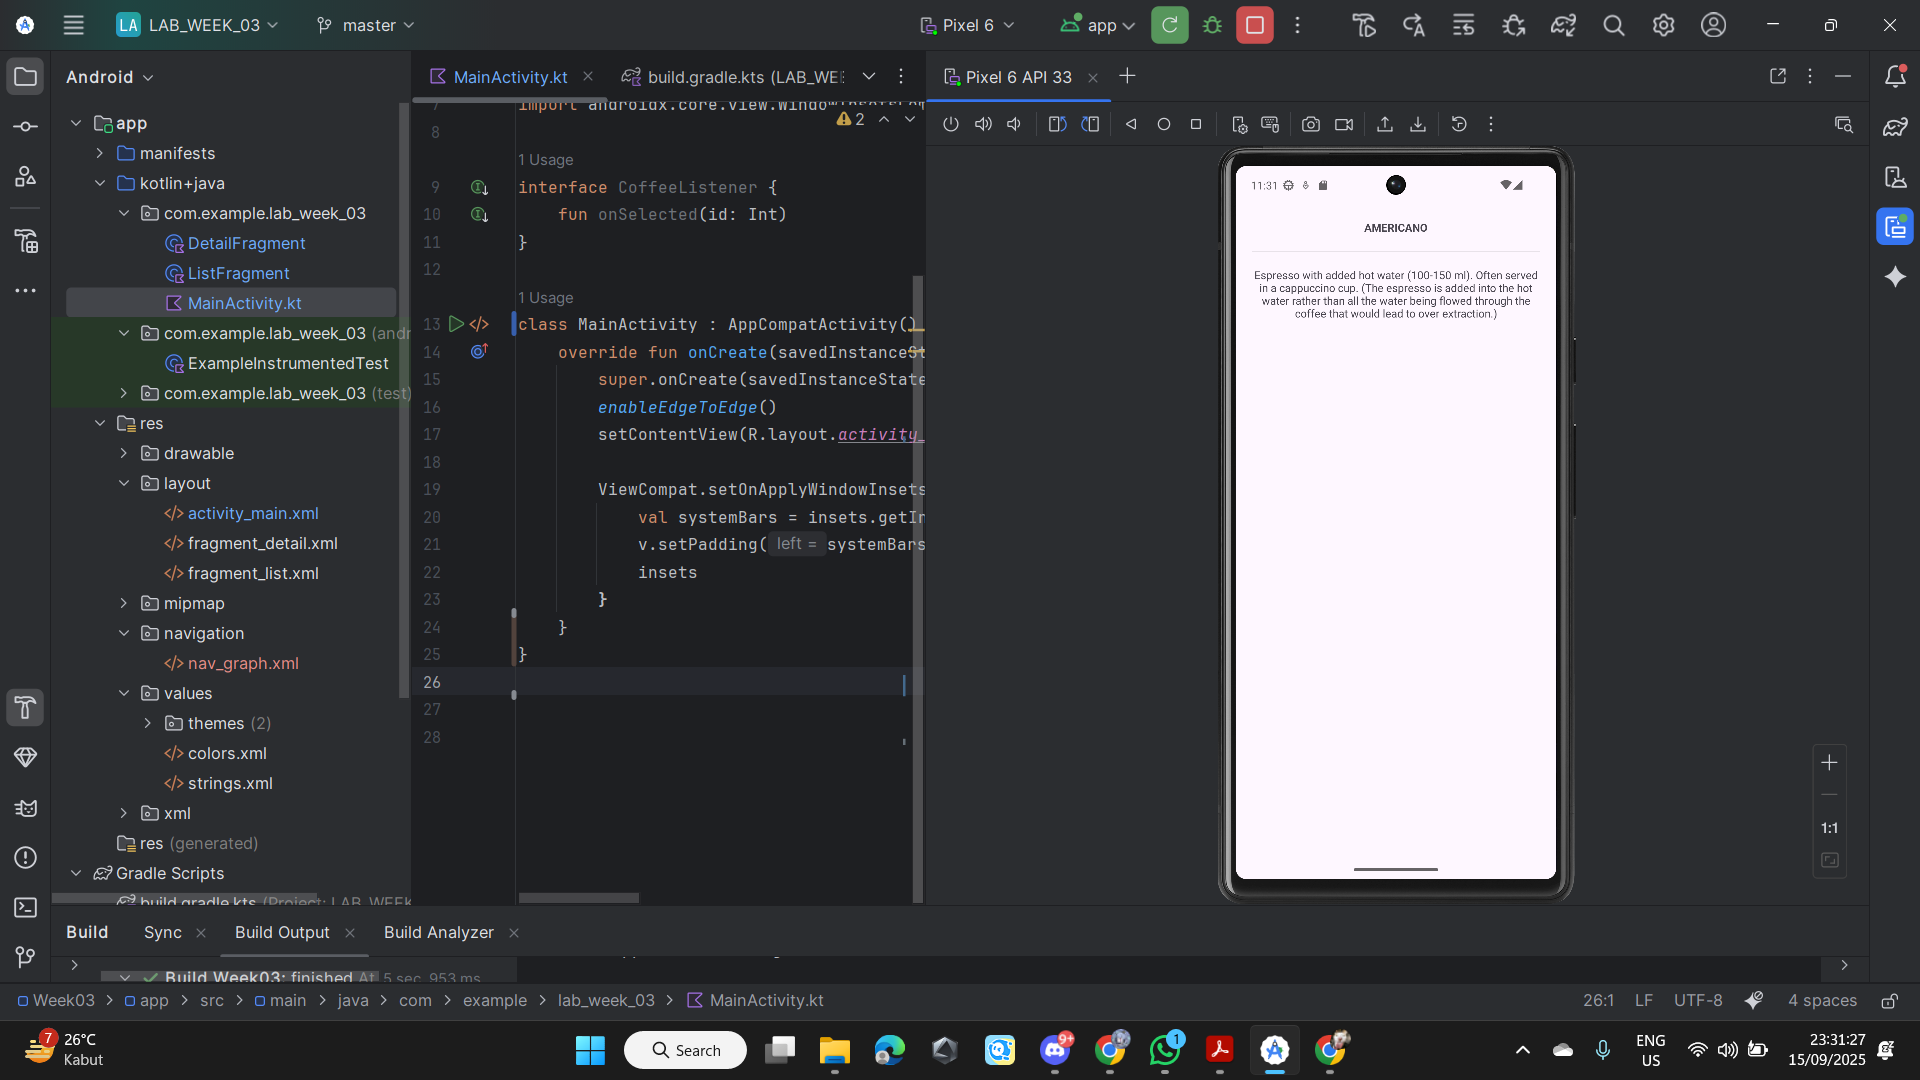 LA LAB_WEEK_03
master
Pixel 6
app
Android
MainActivity.kt
build.gradle.kts (LAB_WEE
Pixel 6 API 33
app
manifests
kotlin+java
com.example.lab_week_03
DetailFragment
ListFragment
MainActivity.kt
com.example.lab_week_03 (andr
ExampleInstrumentedTest
com.example.lab_week_03 (test)
res
drawable
layout
activity_main.xml
fragment_detail.xml
fragment_list.xml
mipmap
navigation
nav_graph.xml
values
themes (2)
colors.xml
strings.xml
xml
res (generated)
Gradle Scripts
build.gradle.kts (Project: LAB_WEEK
2
7 import androidx.core.view.WindowInsetsCom
8
1 Usage
9 interface CoffeeListener {
10 fun onSelected(id: Int)
11 }
12
1 Usage
13 class MainActivity : AppCompatActivity()
14 override fun onCreate(savedInstanceSt
15 super.onCreate(savedInstanceState
16 enableEdgeToEdge()
17 setContentView(R.layout.activity_
18
19 ViewCompat.setOnApplyWindowInsets
20 val systemBars = insets.getIn
21 v.setPadding( left = systemBars
22 insets
23 }
24 }
25 }
26
27
28
11:31
AMERICANO
Espresso with added hot water (100-150 ml). Often served
in a cappuccino cup. (The espresso is added into the hot
water rather than all the water being flowed through the
coffee that would lead to over extraction.)
1:1
Build
Sync
Build Output
Build Analyzer
Build Week03: finished At 5 sec, 953 ms
Week03 > app > src > main > java > com > example > lab_week_03 > MainActivity.kt
26:1 LF UTF-8 4 spaces
7
26°C
Kabut
Search
9+
1
ENG
US
23:31:27
15/09/2025